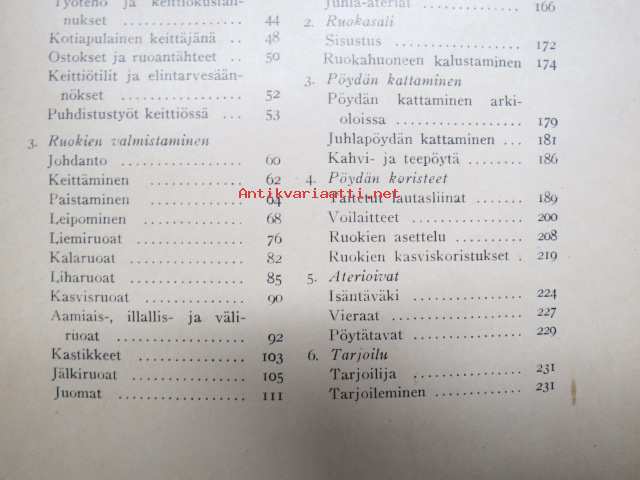 Työteho ja keittiökustan-
nukset ........ 44
Kotiapulainen keittäjänä .. 48
Ostokset ja ruoantähteet .. 50
Keittiötilit ja elintarvesään-
nökset ........ 52
Puhdistustyöt keittiössä ... 53
3. Ruokien valmistaminen
Johdanto ........ 60
Keittäminen ........ 62
Paistaminen ........ 64
Leipominen ........ 68
Liemiruoat ........ 76
Kalaruoat ........ 82
Liharuoat ........ 85
Kasvisruoat ........ 90
Aamiais-, illallis- ja väli-
ruoat ........ 92
Kastikkeet ........ 103
Jälkiruoat ........ 105
Juomat ........ 111
Juhla-ateriat ........ 166
2. Ruokasali
Sisustus ........ 172
Ruokahuoneen kalustaminen 174
3. Pöydän kattaminen
Pöydän kattaminen arki-
oloissa ........ 179
Juhlapöydän kattaminen .. 181
Kahvi- ja teepöytä ........ 186
4. Pöydän koristeet
Taitetut lautasliinat ... 189
Voilaitteet ........ 200
Ruokien asettelu ........ 208
Ruokien kasviskoristukset . 219
5. Aterioivat
Isäntäväki ........ 224
Vieraat ........ 227
Pöytätavat ........ 229
6. Tarjoilu
Tarjoilija ........ 231
Tarjoileminen ........ 231
Antikvariaatti.net